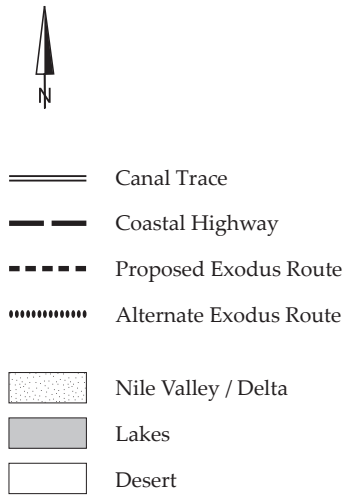 N
Canal Trace
Coastal Highway
Proposed Exodus Route
Alternate Exodus Route
Nile Valley / Delta
Lakes
Desert